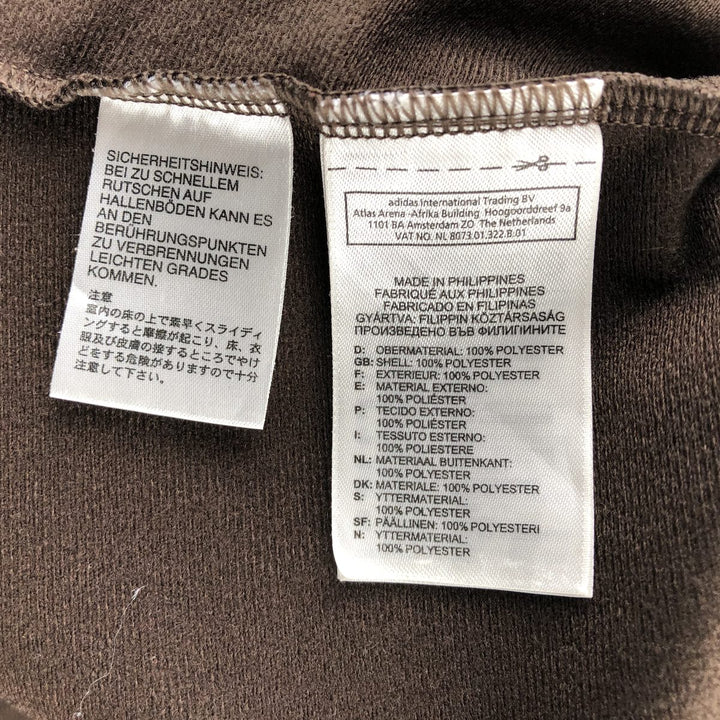 SICHERHEITSHINWEIS:
BEI ZU SCHNELLEM
RUTSCHEN AUF
HALLENBÖDEN KANN ES
AN DEN
BERÜHRUNGSPUNKTEN
ZU VERBRENNUNGEN
LEICHTEN GRADES
KOMMEN.
注意
室内の床の上で素早くスライディ
ングすると摩擦が起こり、床、衣
服及び皮膚の接するところでやけ
どをする危険がありますので十分
注意して下さい。
adidas International Trading BV
Atlas Arena -Afrika Building Hoogoorddreef 9a
1101 BA Amsterdam ZO The Netherlands
VAT NO. NL 8073.01.322.B.01
MADE IN PHILIPPINES
FABRIQUÉ AUX PHILIPPINES
FABRICADO EN FILIPINAS
GYÁRTVA: FILIPPIN KÖZTÁRSASÁG
ПРОИЗВЕДЕНО ВЪВ ФИЛИПИНИТЕ
D: OBERMATERIAL: 100% POLYESTER
GB: SHELL: 100% POLYESTER
F: EXTERIEUR: 100% POLYESTER
E: MATERIAL EXTERNO:
100% POLIÉSTER
P: TECIDO EXTERNO:
100% POLIÉSTER
I: TESSUTO ESTERNO:
100% POLIESTERE
NL: MATERIAAL BUITENKANT:
100% POLYESTER
DK: MATERIALE: 100% POLYESTER
S: YTTERMATERIAL:
100% POLYESTER
SF: PÄÄLLINEN: 100% POLYESTERI
N: YTTERMATERIAL:
100% POLYESTER